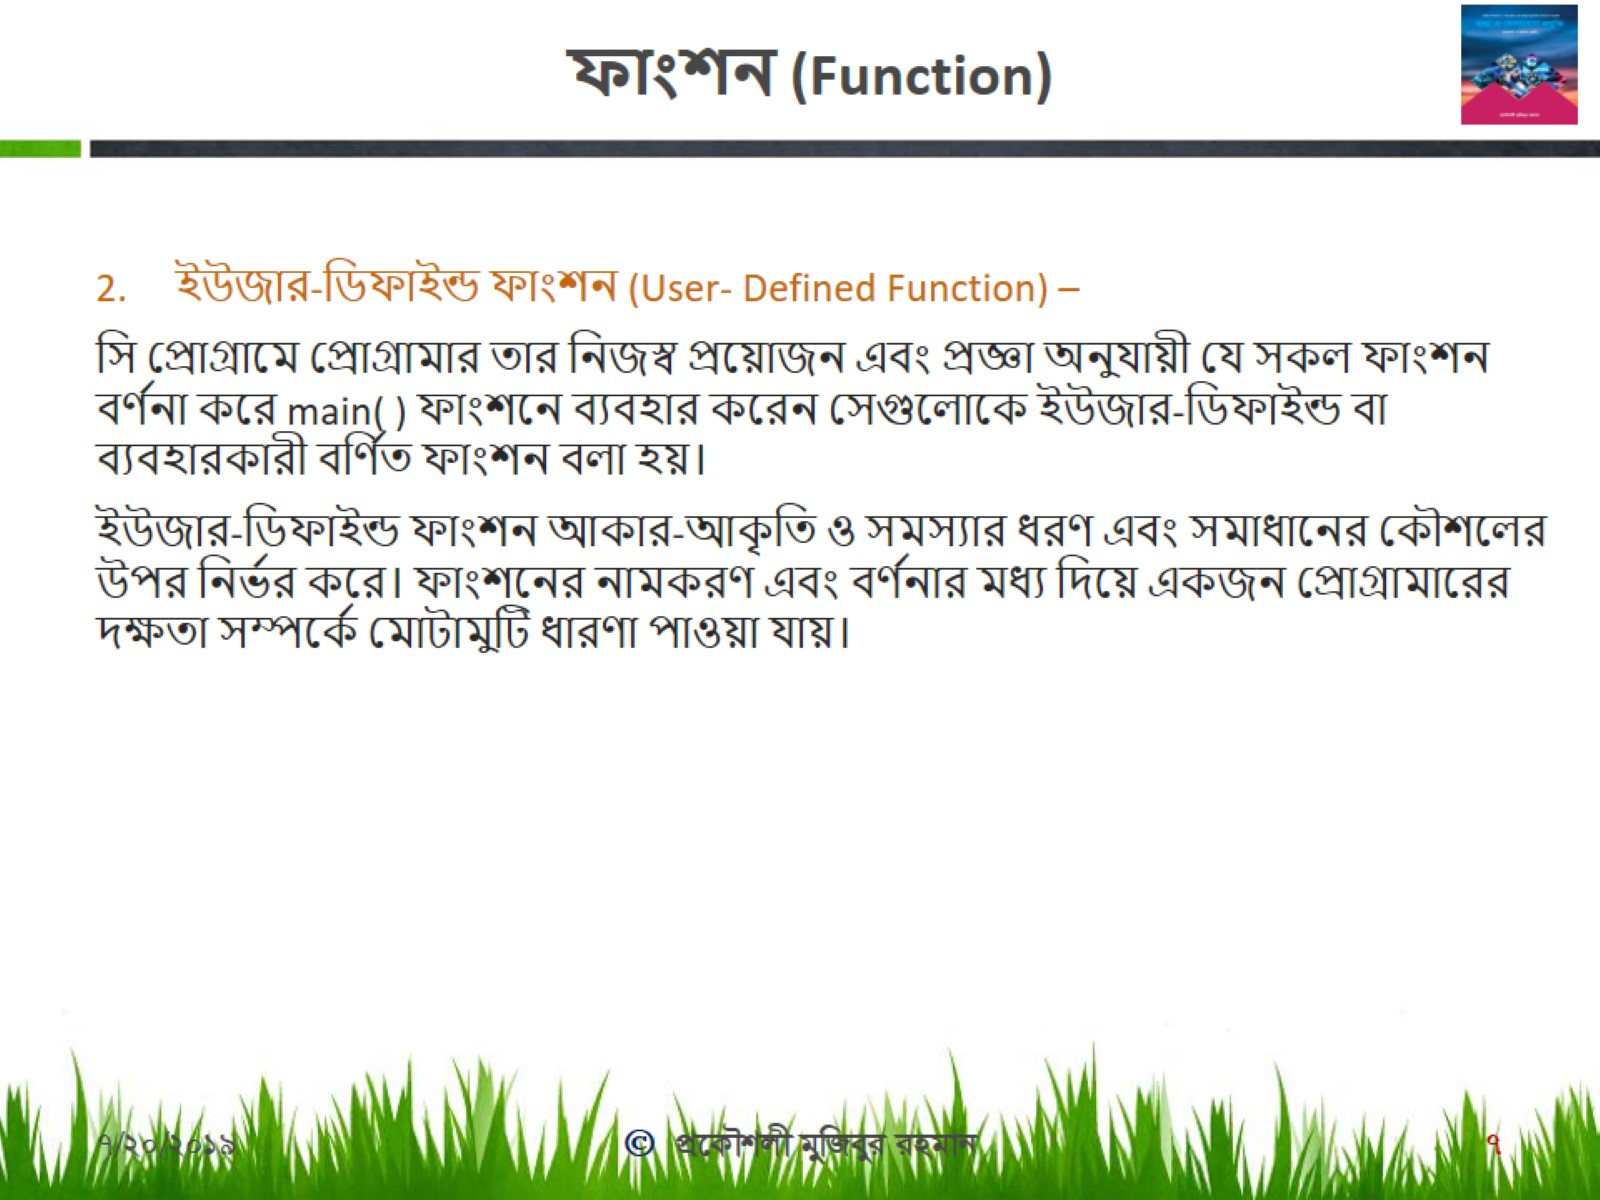 ফাংশন (Function)
2. ইউজার-ডিফাইন্ড ফাংশন (User- Defined Function) –
সি প্রোগ্রামে প্রোগ্রামার তার নিজস্ব প্রয়োজন এবং প্রজ্ঞা অনুযায়ী যে সকল ফাংশন
বর্ণনা করে main( ) ফাংশনে ব্যবহার করেন সেগুলোকে ইউজার-ডিফাইন্ড বা
ব্যবহারকারী বর্ণিত ফাংশন বলা হয়।
ইউজার-ডিফাইন্ড ফাংশন আকার-আকৃতি ও সমস্যার ধরণ এবং সমাধানের কৌশলের
উপর নির্ভর করে। ফাংশনের নামকরণ এবং বর্ণনার মধ্য দিয়ে একজন প্রোগ্রামারের
দক্ষতা সম্পর্কে মোটামুটি ধারণা পাওয়া যায়।
৭/২০/২০১৯
© প্রকৌশলী মুজিবুর রহমান
৭